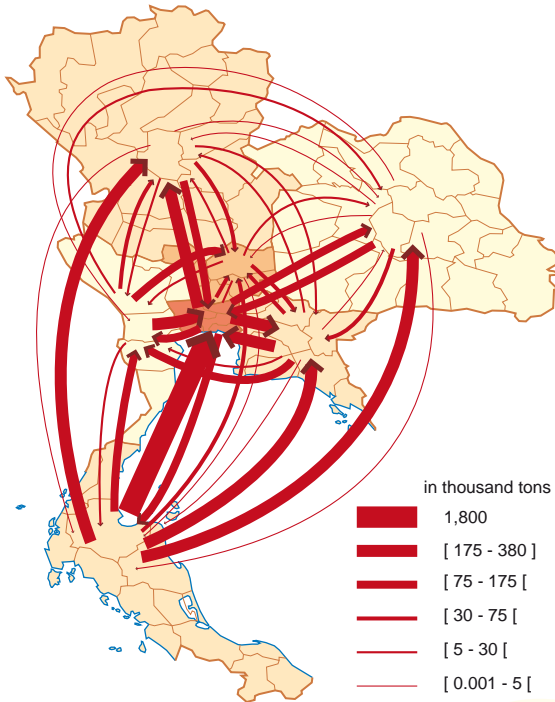 in thousand tons
1,800
[ 175 - 380 ]
[ 75 - 175 [
[ 30 - 75 [
[ 5 - 30 [
[ 0.001 - 5 [